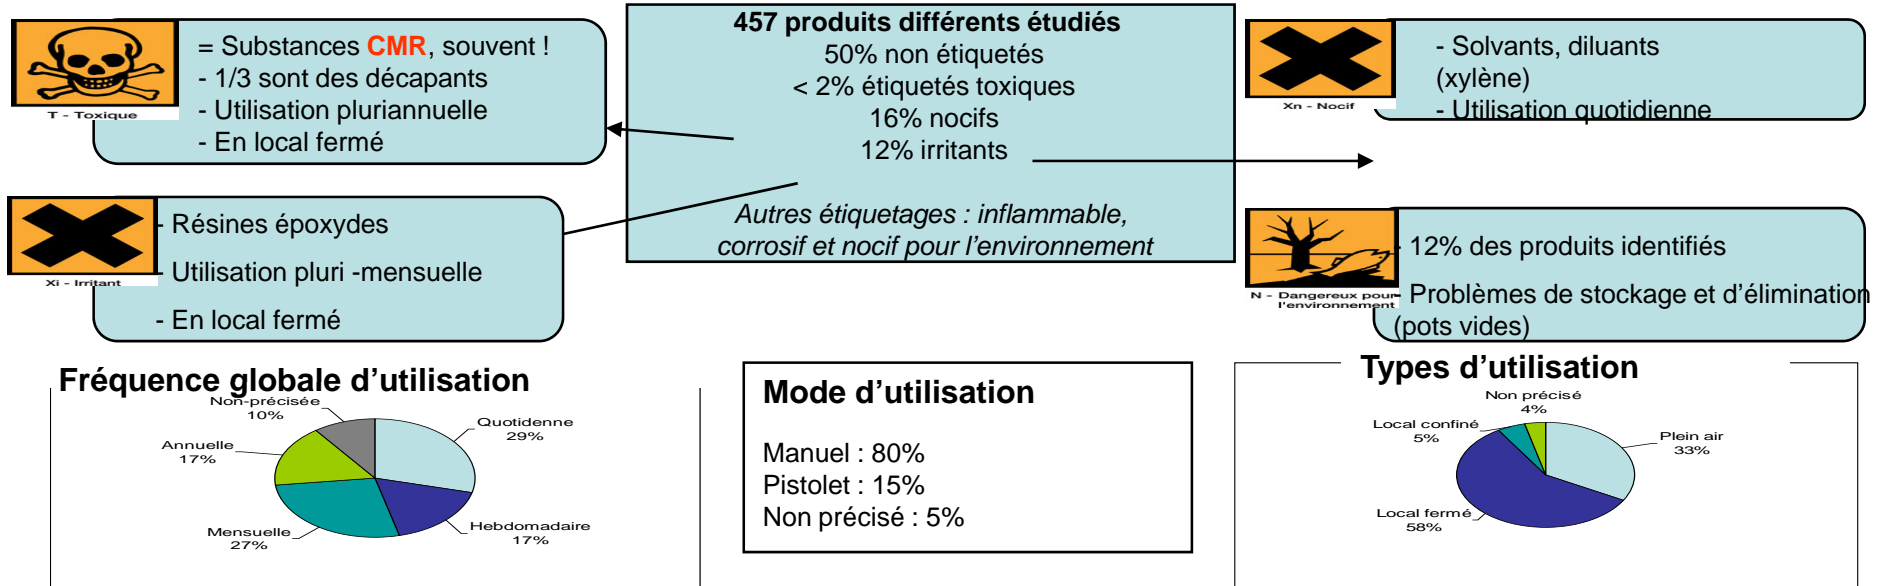 T - Toxique
= Substances CMR, souvent !
- 1/3 sont des décapants
- Utilisation pluriannuelle
- En local fermé
457 produits différents étudiés
50% non étiquetés
< 2% étiquetés toxiques
16% nocifs
12% irritants
Autres étiquetages : inflammable,
corrosif et nocif pour l’environnement
Xn - Nocif
- Solvants, diluants
(xylène)
- Utilisation quotidienne
Xi - Irritant
- Résines époxydes
- Utilisation pluri -mensuelle
- En local fermé
N - Dangereux pour
l'environnement
- 12% des produits identifiés
- Problèmes de stockage et d’élimination
(pots vides)
Fréquence globale d’utilisation
Non-précisée
10%
Quotidenne
29%
Annuelle
17%
Mensuelle
27%
Hebdomadaire
17%
Mode d’utilisation
Manuel : 80%
Pistolet : 15%
Non précisé : 5%
Types d’utilisation
Non précisé
4%
Local confiné
5%
Plein air
33%
Local fermé
58%